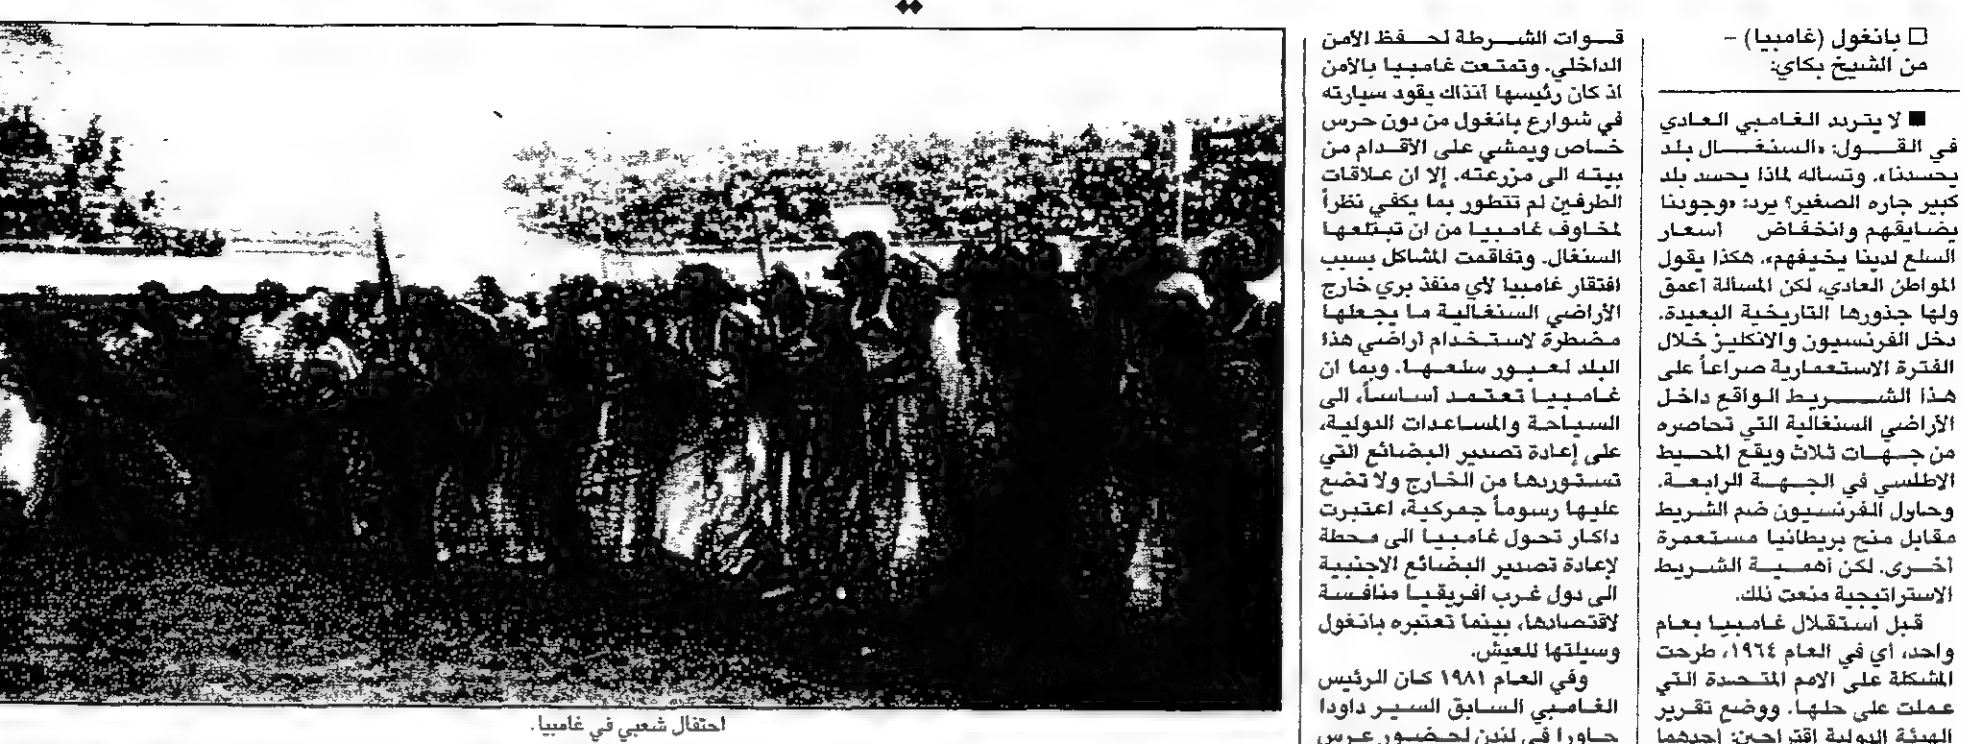 □ بانغول (غامبيا) –
من الشيخ بكاي:
■ لا يتردد الغامبي العادي
في القول: «السنغال بلد
يحسدنا». وتسأله لماذا يحسد بلد
كبير جاره الصغير؟ يرد: «وجودنا
يضايقهم وانخفاض اسعار
السلع لدينا يخيفهم». هكذا يقول
المواطن العادي، لكن المسألة أعمق
ولها جذورها التاريخية البعيدة.
دخل الفرنسيون والانكليز خلال
الفترة الاستعمارية صراعاً على
هذا الشريط الواقع داخل
الأراضي السنغالية التي تحاصره
من جهات ثلاث ويقع المحيط
الاطلسي في الجهة الرابعة.
وحاول الفرنسيون ضم الشريط
مقابل منح بريطانيا مستعمرة
أخرى. لكن أهمية الشريط
الاستراتيجية منعت ذلك.
قبل استقلال غامبيا بعام
واحد، أي في العام ١٩٦٤، طرحت
المشكلة على الامم المتحدة التي
عملت على حلها. ووضع تقرير
الهيئة الدولية اقتراحين: احدهما
قوات الشرطة لحفظ الأمن
الداخلي. وتمتعت غامبيا بالأمن
اذ كان رئيسها آنذاك يقود سيارته
في شوارع بانغول من دون حرس
خاص ويمشي على الأقدام من
بيته الى مزرعته. إلا ان علاقات
الطرفين لم تتطور بما يكفي نظراً
لمخاوف غامبيا من ان تبتلعها
السنغال. وتفاقمت المشاكل بسبب
افتقار غامبيا لأي منفذ بري خارج
الأراضي السنغالية ما يجعلها
مضطرة لاستخدام أراضي هذا
البلد لعبور سلعها. وبما ان
غامبيا تعتمد أساساً، الى
السياحة والمساعدات الدولية،
على إعادة تصدير البضائع التي
تستوردها من الخارج ولا تضع
عليها رسوماً جمركية، اعتبرت
داكار تحول غامبيا الى محطة
لإعادة تصدير البضائع الاجنبية
الى دول غرب افريقيا منافسة
لاقتصادها، بينما تعتبره بانغول
وسيلتها للعيش.
وفي العام ١٩٨١ كان الرئيس
الغامبي السابق السير داودا
جاورا في لندن لحضور عرس
احتفال شعبي في غامبيا.